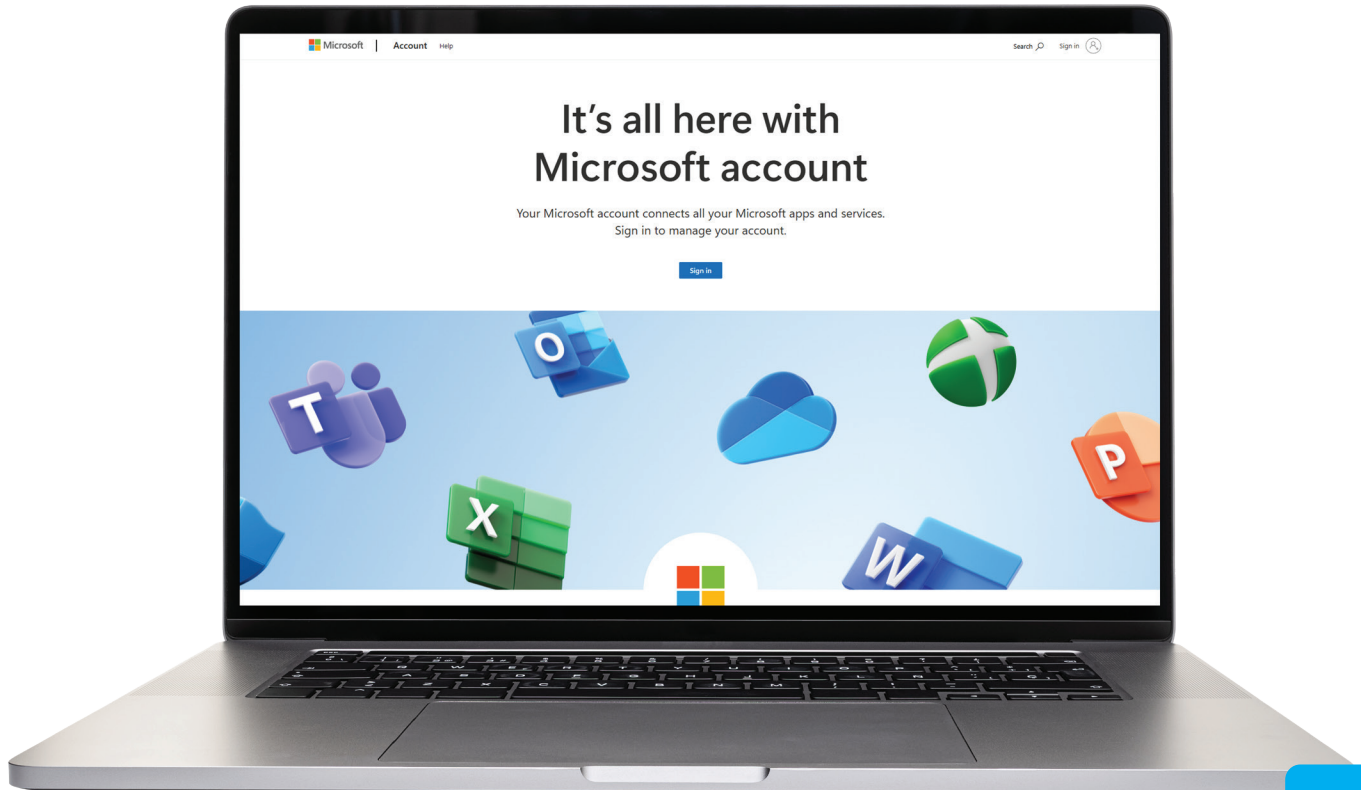 Microsoft
Account
Help
Search
Sign in
It's all here with
Microsoft account
Your Microsoft account connects all your Microsoft apps and services.
Sign in to manage your account.
Sign in
O
T
P
X
W